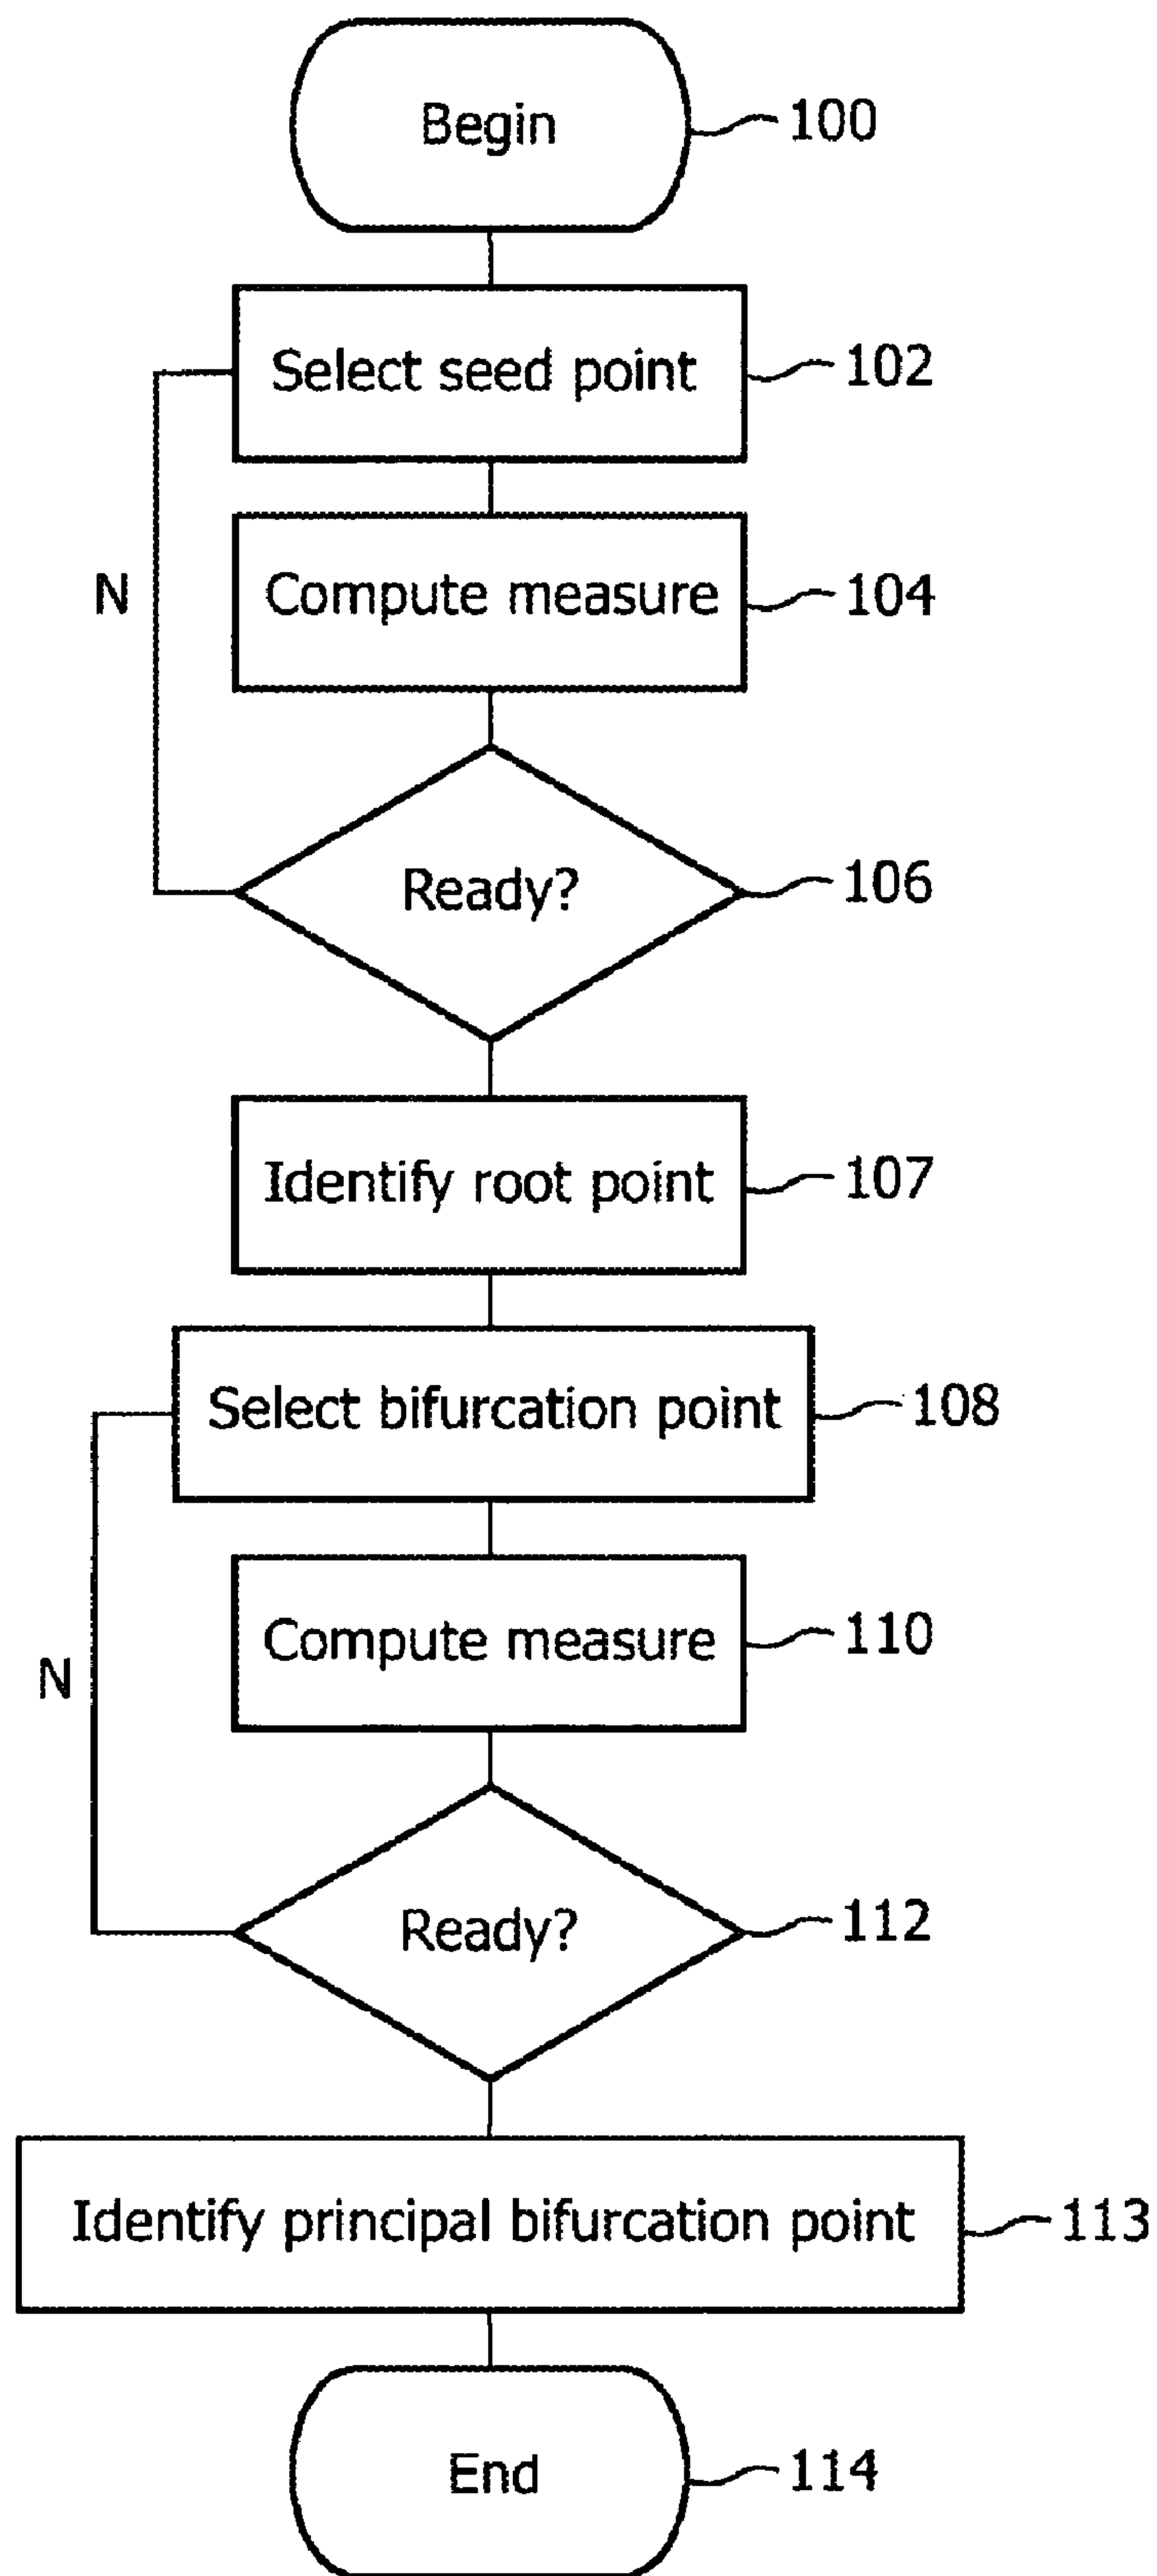 Begin
100
Select seed point
102
N
Compute measure
104
Ready?
106
Identify root point
107
Select bifurcation point
108
Compute measure
110
N
Ready?
112
Identify principal bifurcation point
113
End
114